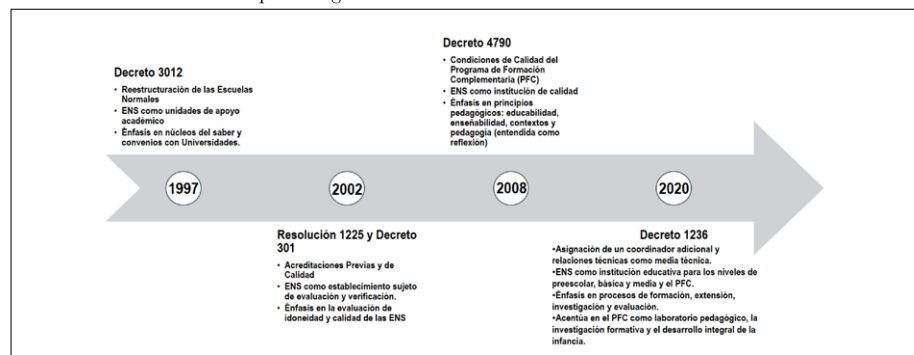 Decreto 3012
• Reestructuración de las Escuelas
Normales
• ENS como unidades de apoyo
académico
• Énfasis en núcleos del saber y
convenios con Universidades.
Decreto 4790
• Condiciones de Calidad del
Programa de Formación
Complementaria (PFC)
• ENS como institución de calidad
• Énfasis en principios
pedagógicos: educabilidad,
enseñabilidad, contextos y
pedagogía (entendida como
reflexión)
1997
2002
2008
2020
Resolución 1225 y Decreto
301
• Acreditaciones Previas y de
Calidad
• ENS como establecimiento sujeto
de evaluación y verificación.
• Énfasis en la evaluación de
idoneidad y calidad de las ENS
Decreto 1236
•Asignación de un coordinador adicional y
relaciones técnicas como media técnica.
•ENS como institución educativa para los niveles de
preescolar, básica y media y el PFC.
•Énfasis en procesos de formación, extensión,
investigación y evaluación.
•Acentúa en el PFC como laboratorio pedagógico, la
investigación formativa y el desarrollo integral de la
infancia.